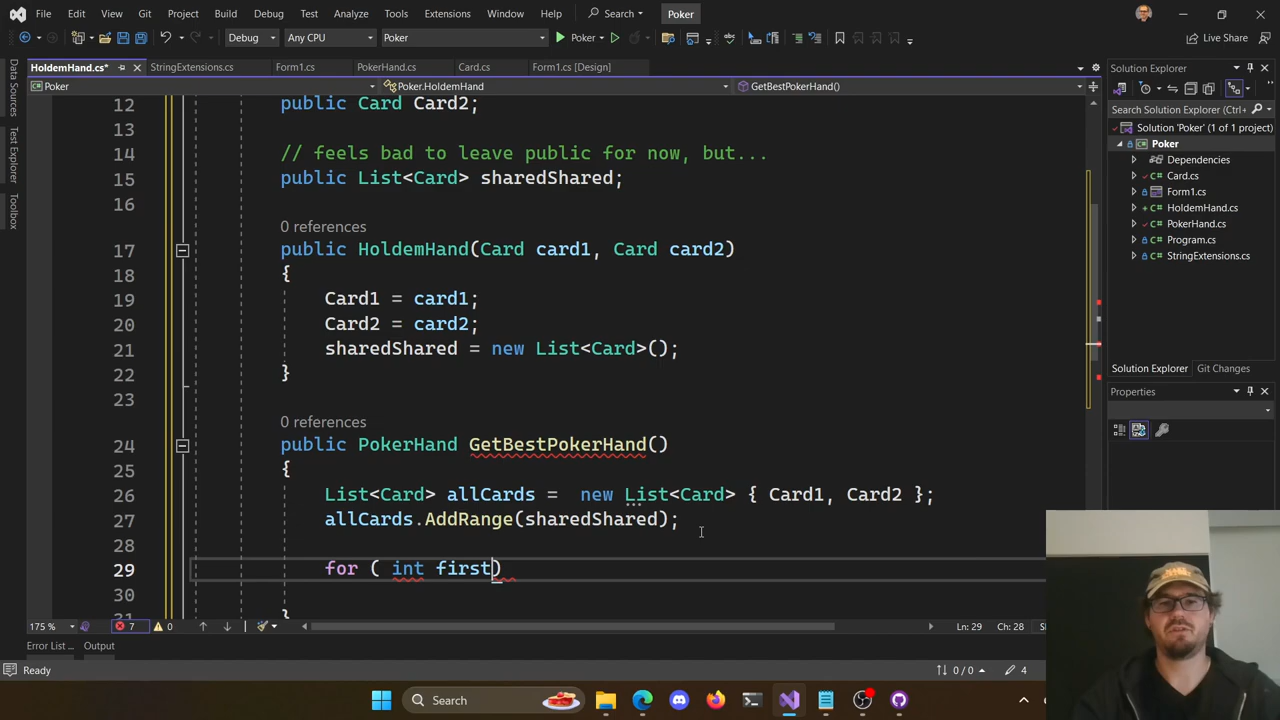 File Edit View Git Project Build Debug Test Analyze Tools Extensions Window Help Search Poker
Debug Any CPU Poker Poker Live Share
HoldemHand.cs* StringExtensions.cs Form1.cs PokerHand.cs Card.cs Form1.cs [Design]
Poker Poker.HoldemHand GetBestPokerHand()
Data Sources
Test Explorer
Toolbox
12 public Card Card2;
13
14 // feels bad to leave public for now, but...
15 public List<Card> sharedShared;
16
0 references
17 public HoldemHand(Card card1, Card card2)
18 {
19 Card1 = card1;
20 Card2 = card2;
21 sharedShared = new List<Card>();
22 }
23
0 references
24 public PokerHand GetBestPokerHand()
25 {
26 List<Card> allCards =  new List<Card> { Card1, Card2 };
27 allCards.AddRange(sharedShared);
28
29 for ( int first)
30
31 }
175 % 7 0 Ln: 29 Ch: 28
Error List ... Output
Ready 0 / 0 4
Solution Explorer
Search Solution Explorer (Ctrl+
Solution 'Poker' (1 of 1 project)
Poker
Dependencies
Card.cs
Form1.cs
HoldemHand.cs
PokerHand.cs
Program.cs
StringExtensions.cs
Solution Explorer Git Changes
Properties
Search